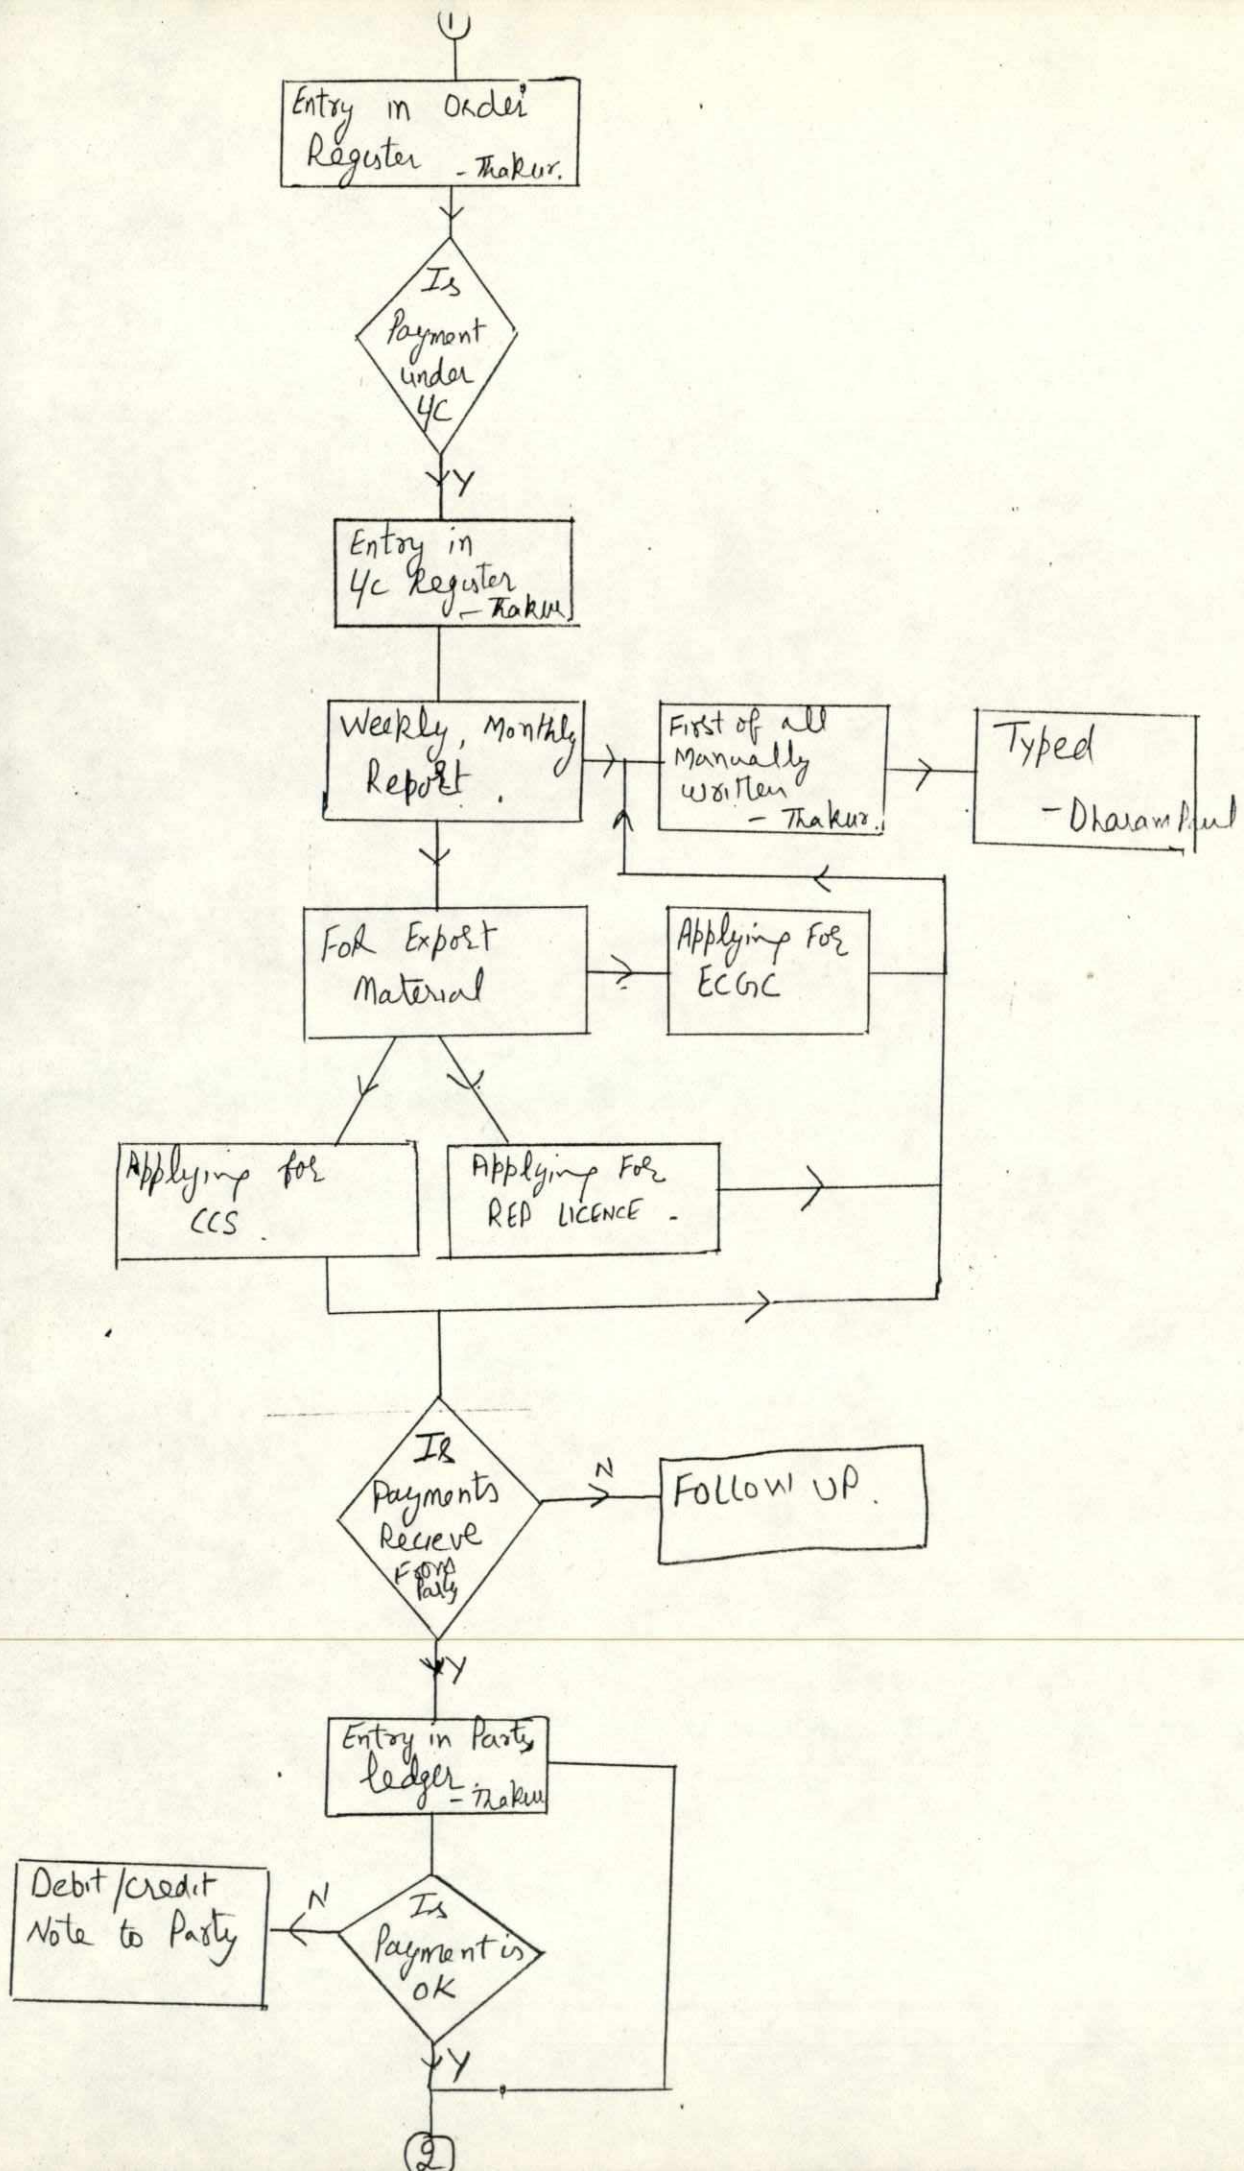 1
Entry in Order
Register - Thakur.
Is
Payment
under
L/C
Y
Entry in
L/c Register
- Thakur
Weekly, Monthly
Report.
First of all
Manually
written
- Thakur.
Typed
- Dharam
For Export
Material
Applying For
ECGC
Applying for
CCS.
Applying For
REP LICENCE -
Is
Payments
Recieve
From
Party
N
FOLLOW UP.
Y
Entry in Party
ledger.
- Thakur
Is
Payment is
OK
N
Debit/credit
Note to Party
Y
2